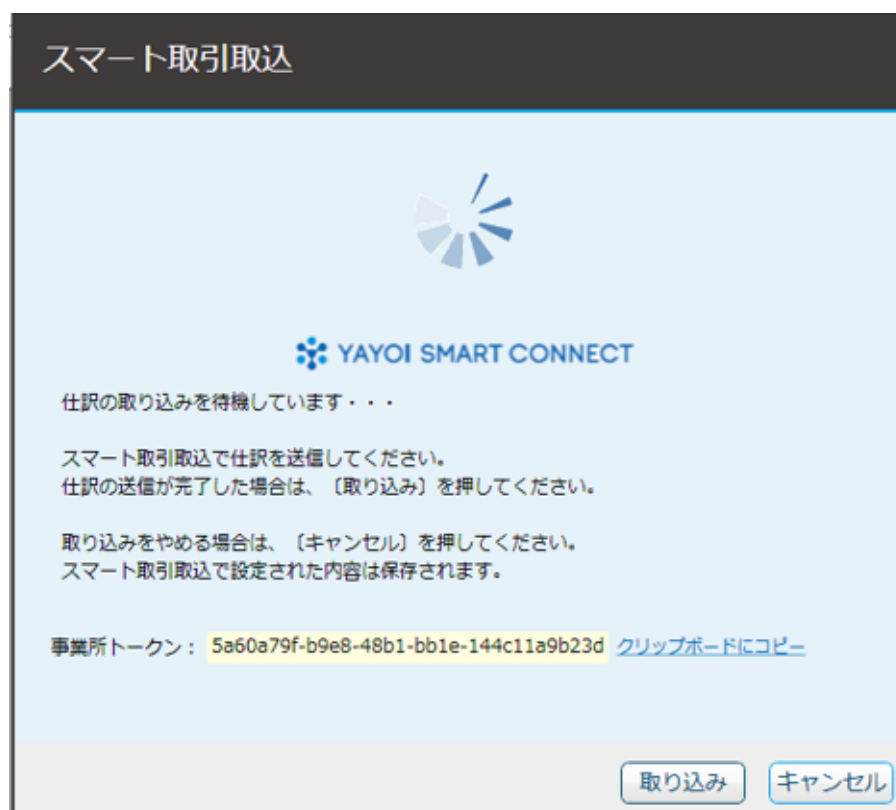 スマート取引取込
YAYOI SMART CONNECT
仕訳の取り込みを待機しています・・・
スマート取引取込で仕訳を送信してください。
仕訳の送信が完了した場合は、〔取り込み〕を押してください。
取り込みをやめる場合は、〔キャンセル〕を押してください。
スマート取引取込で設定された内容は保存されます。
事業所トークン： 5a60a79f-b9e8-48b1-bb1e-144c11a9b23d クリップボードにコピー
取り込み キャンセル